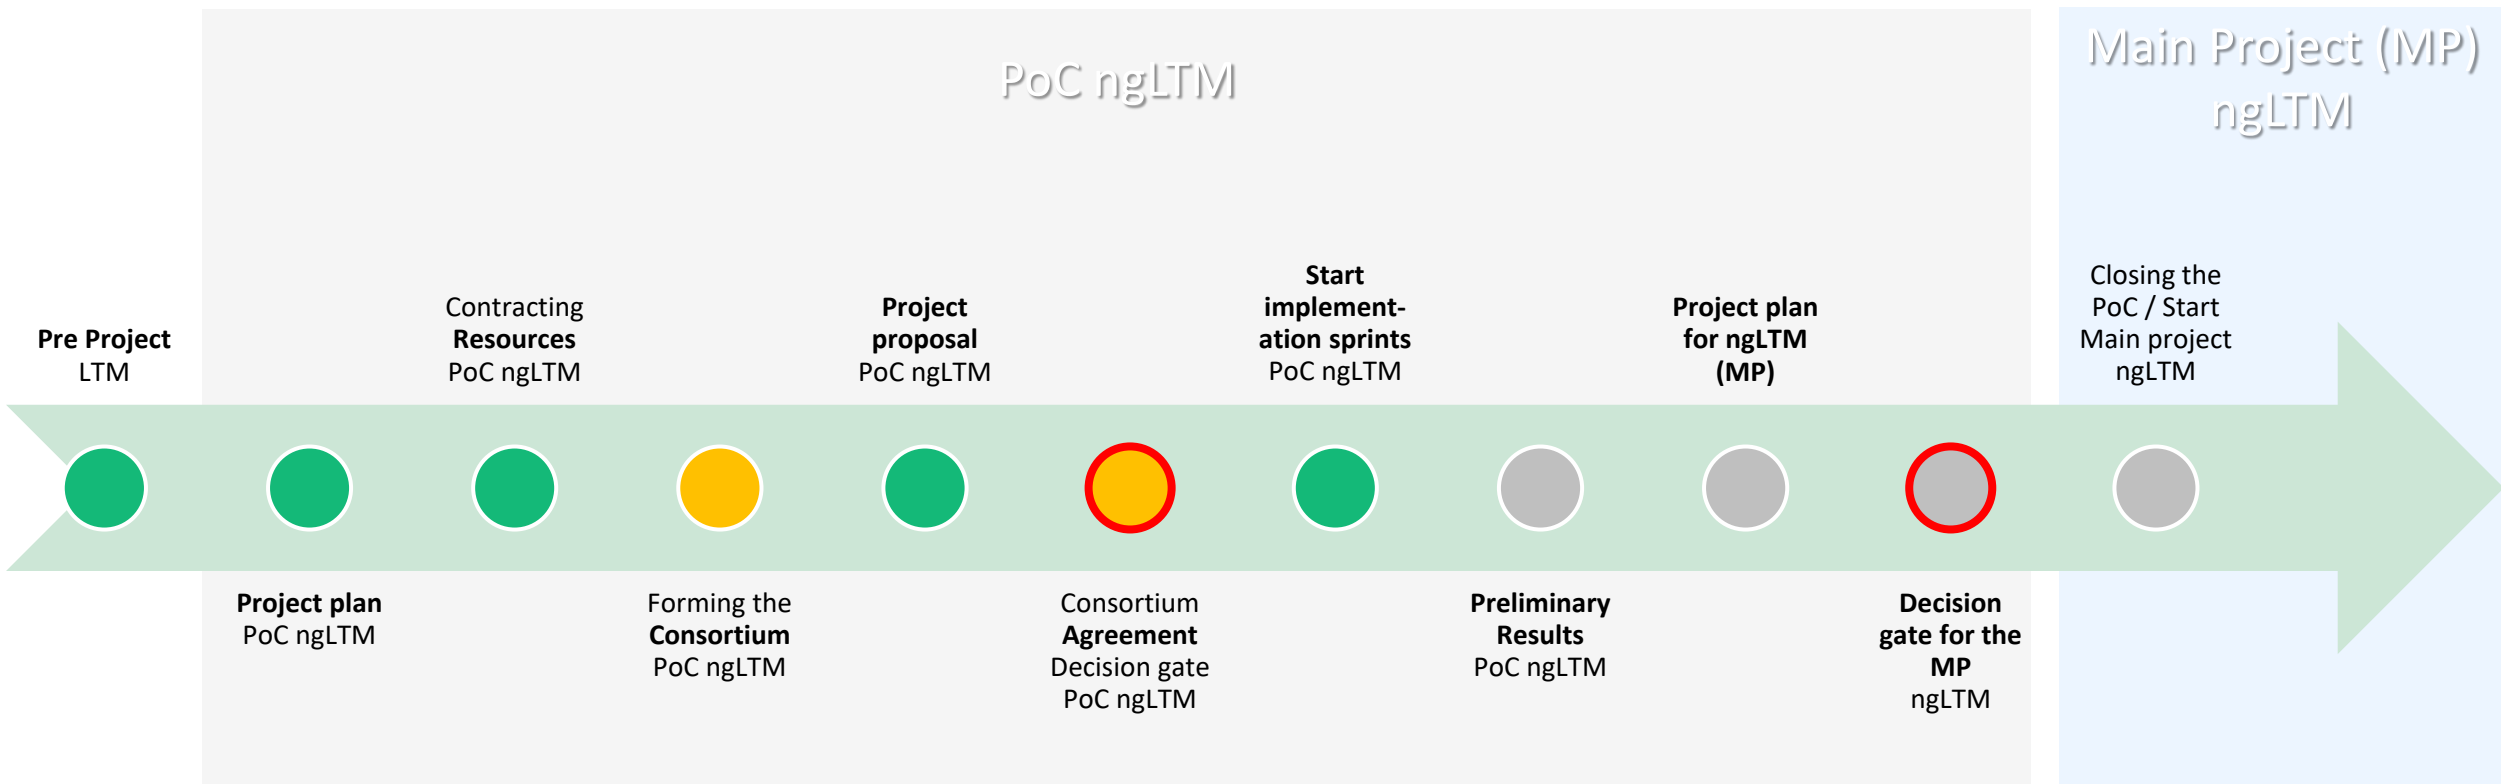 PoC ngLTM
Main Project (MP)
ngLTM
Pre Project
LTM
Project plan
PoC ngLTM
Contracting
Resources
PoC ngLTM
Forming the
Consortium
PoC ngLTM
Project
proposal
PoC ngLTM
Consortium
Agreement
Decision gate
PoC ngLTM
Start
implement-
ation sprints
PoC ngLTM
Preliminary
Results
PoC ngLTM
Project plan
for ngLTM
(MP)
Decision
gate for the
MP
ngLTM
Closing the
PoC / Start
Main project
ngLTM